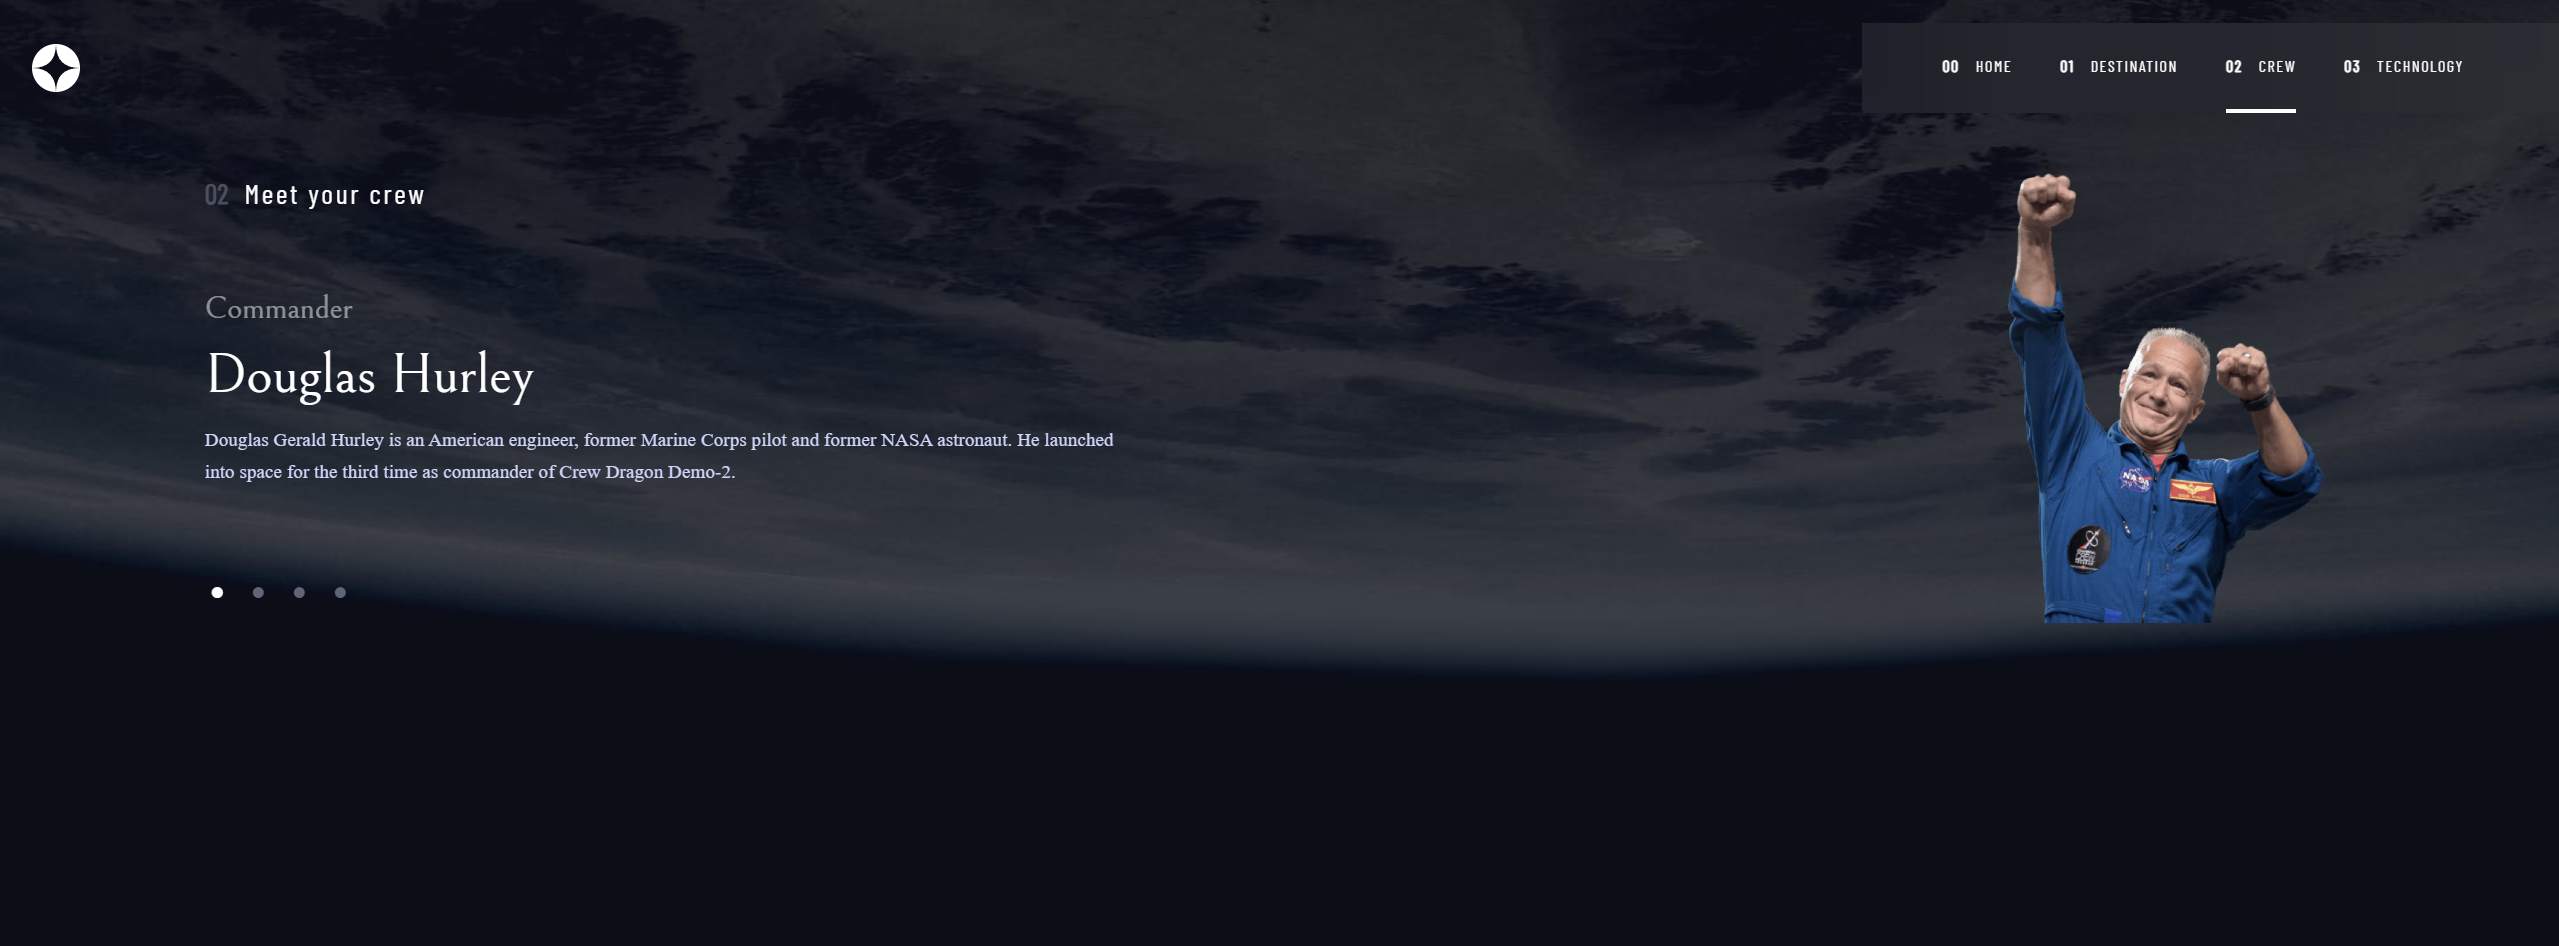 00 HOME 01 DESTINATION 02 CREW 03 TECHNOLOGY
02 Meet your crew
Commander
Douglas Hurley
Douglas Gerald Hurley is an American engineer, former Marine Corps pilot and former NASA astronaut. He launched
into space for the third time as commander of Crew Dragon Demo-2.
NASA